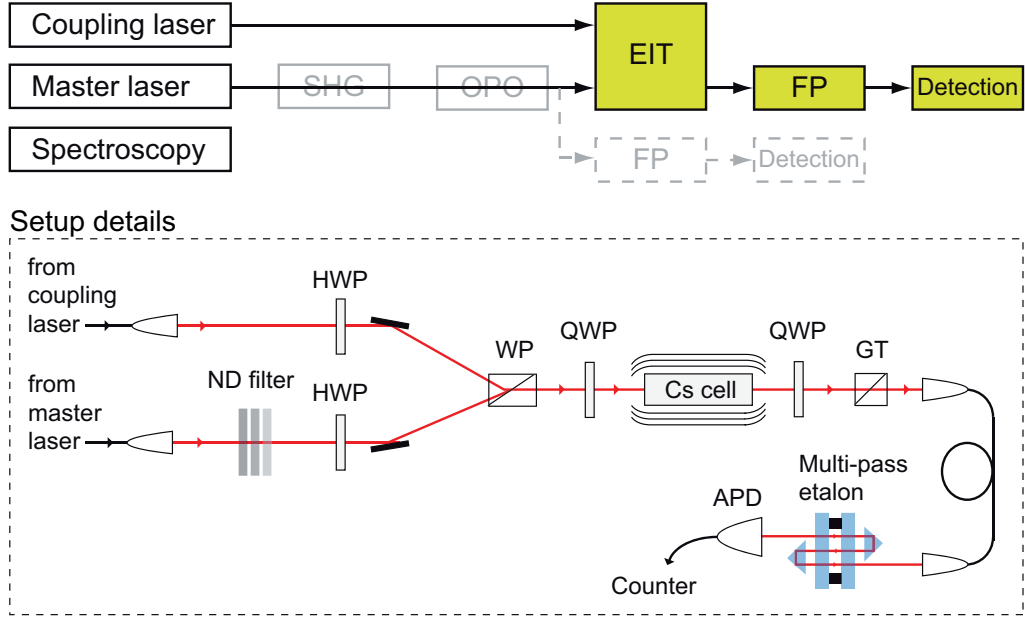 Coupling laser
EIT
Master laser
SHG
OPO
FP
Detection
Spectroscopy
FP
Detection
Setup details
from
coupling
laser
HWP
WP
QWP
Cs cell
QWP
GT
from
master
laser
ND filter
HWP
Multi-pass
etalon
APD
Counter